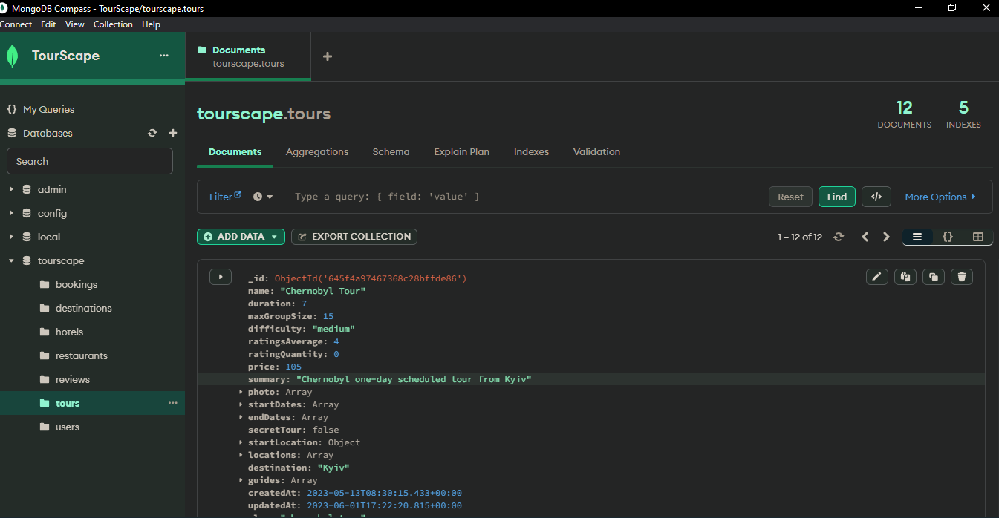 MongoDB Compass - TourScape/tourscape.tours
Connect Edit View Collection Help
TourScape
Documents
tourscape.tours
My Queries
Databases
Search
admin
config
local
tourscape
bookings
destinations
hotels
restaurants
reviews
tours
users
tourscape.tours
12
DOCUMENTS
5
INDEXES
Documents Aggregations Schema Explain Plan Indexes Validation
Filter Type a query: { field: 'value' } Reset Find </> More Options
ADD DATA EXPORT COLLECTION 1 – 12 of 12 {}
_id: ObjectId('645f4a97467368c28bffde86')
name: "Chernobyl Tour"
duration: 7
maxGroupSize: 15
difficulty: "medium"
ratingsAverage: 4
ratingQuantity: 0
price: 105
summary: "Chernobyl one-day scheduled tour from Kyiv"
photo: Array
startDates: Array
endDates: Array
secretTour: false
startLocation: Object
locations: Array
destination: "Kyiv"
guides: Array
createdAt: 2023-05-13T08:30:15.433+00:00
updatedAt: 2023-06-01T17:22:20.815+00:00